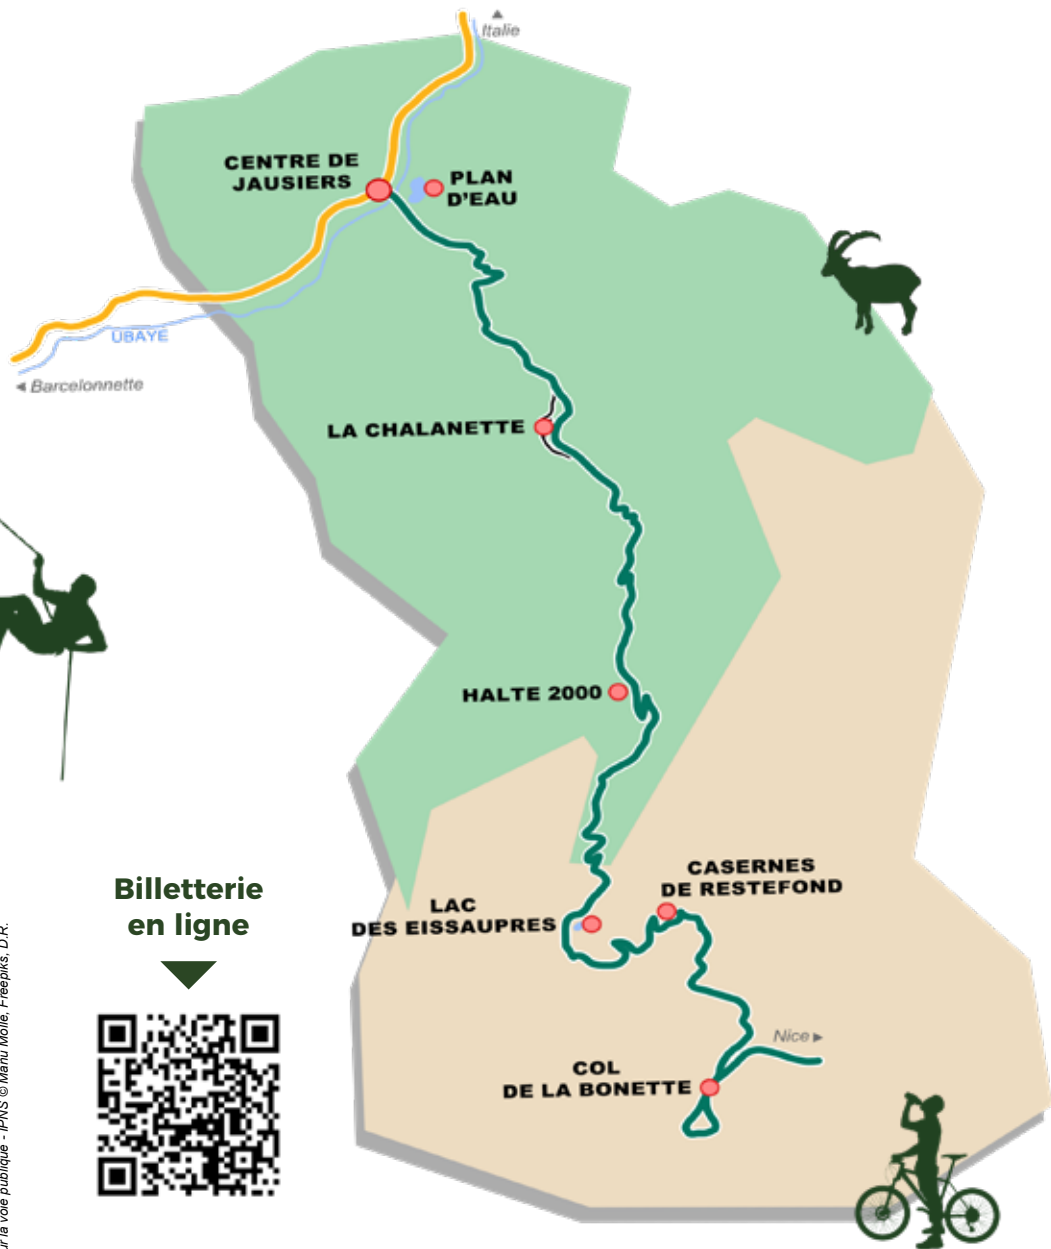 Italie
CENTRE DE
JAUSIERS
PLAN
D'EAU
UBAYE
Barcelonnette
LA CHALANETTE
HALTE 2000
CASERNES
DE RESTEFOND
LAC
DES EISSAUPRES
Billetterie
en ligne
Nice
COL
DE LA BONETTE
la voie publique - IPNS © Manu Molle, Freepiks, D.R.